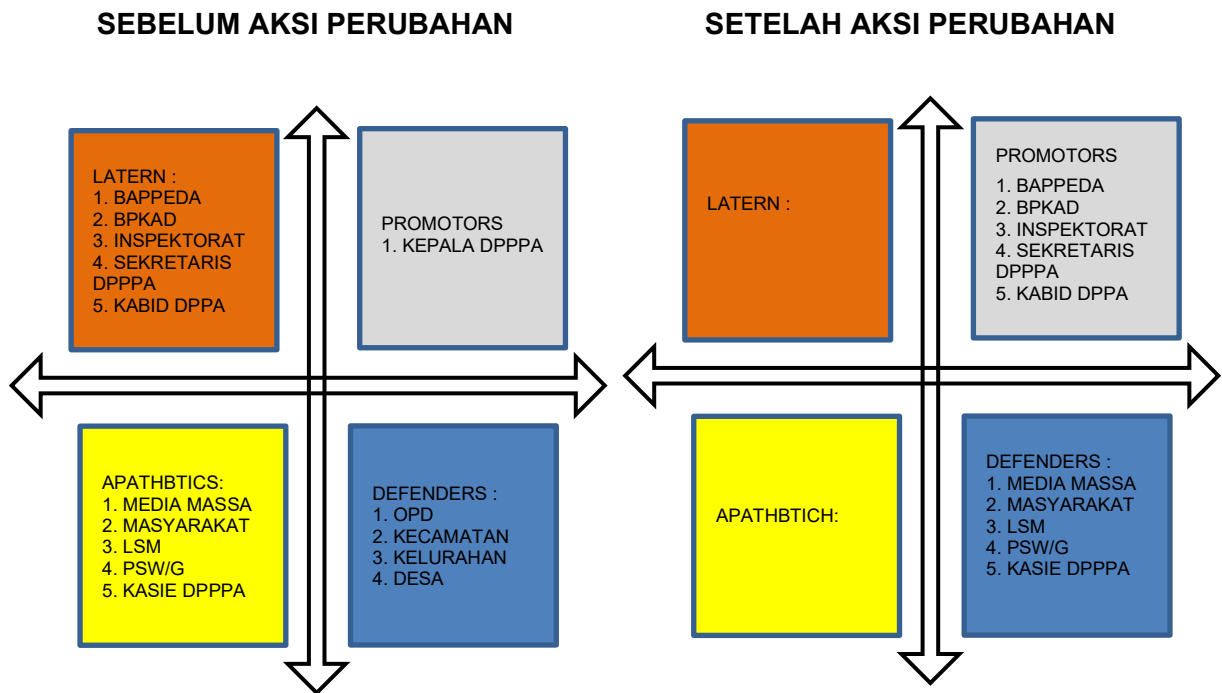 SEBELUM AKSI PERUBAHAN
SETELAH AKSI PERUBAHAN
LATERN :
1. BAPPEDA
2. BPKAD
3. INSPEKTORAT
4. SEKRETARIS
DPPPA
5. KABID DPPA
PROMOTORS
1. KEPALA DPPPA
APATHBTICS:
1. MEDIA MASSA
2. MASYARAKAT
3. LSM
4. PSW/G
5. KASIE DPPPA
DEFENDERS :
1. OPD
2. KECAMATAN
3. KELURAHAN
4. DESA
LATERN :
PROMOTORS
1. BAPPEDA
2. BPKAD
3. INSPEKTORAT
4. SEKRETARIS
DPPPA
5. KABID DPPA
APATHBTICH:
DEFENDERS :
1. MEDIA MASSA
2. MASYARAKAT
3. LSM
4. PSW/G
5. KASIE DPPPA